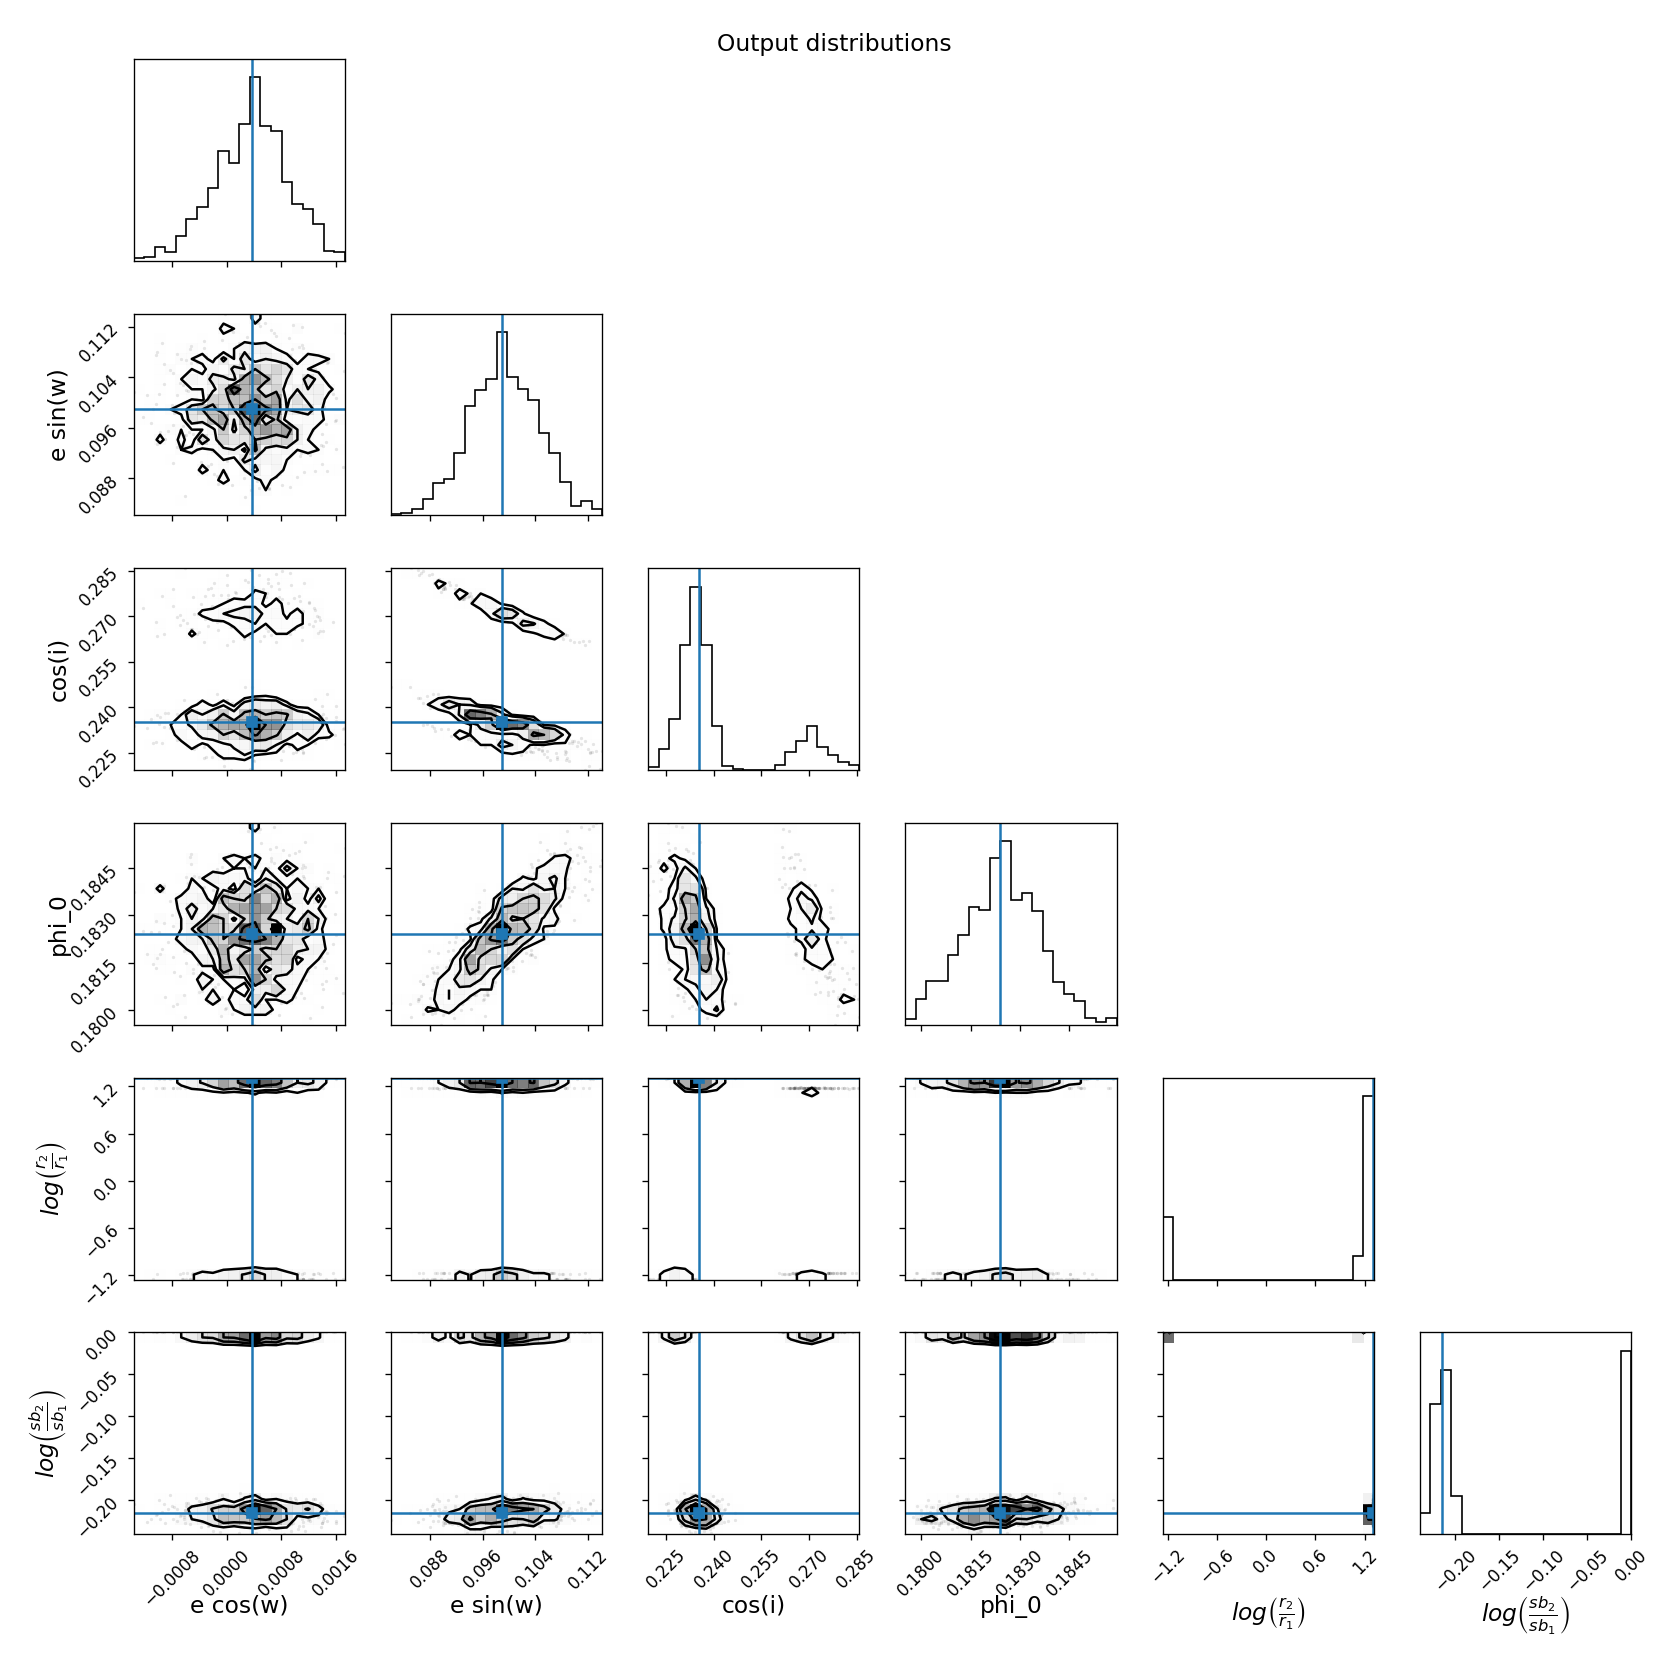 Output distributions
e sin(w)
0.112
0.104
0.096
0.088
cos(i)
0.285
0.270
0.255
0.240
0.225
phi_0
0.1845
0.1830
0.1815
0.1800
log(r2/r1)
1.2
0.6
0.0
−0.6
−1.2
log(sb2/sb1)
0.00
−0.05
−0.10
−0.15
−0.20
−0.0008 0.0000 0.0008 0.0016
0.088 0.096 0.104 0.112
0.225 0.240 0.255 0.270 0.285
0.1800 0.1815 0.1830 0.1845
−1.2 −0.6 0.0 0.6 1.2
−0.20 −0.15 −0.10 −0.05 0.00
e cos(w) e sin(w) cos(i) phi_0 log(r2/r1) log(sb2/sb1)